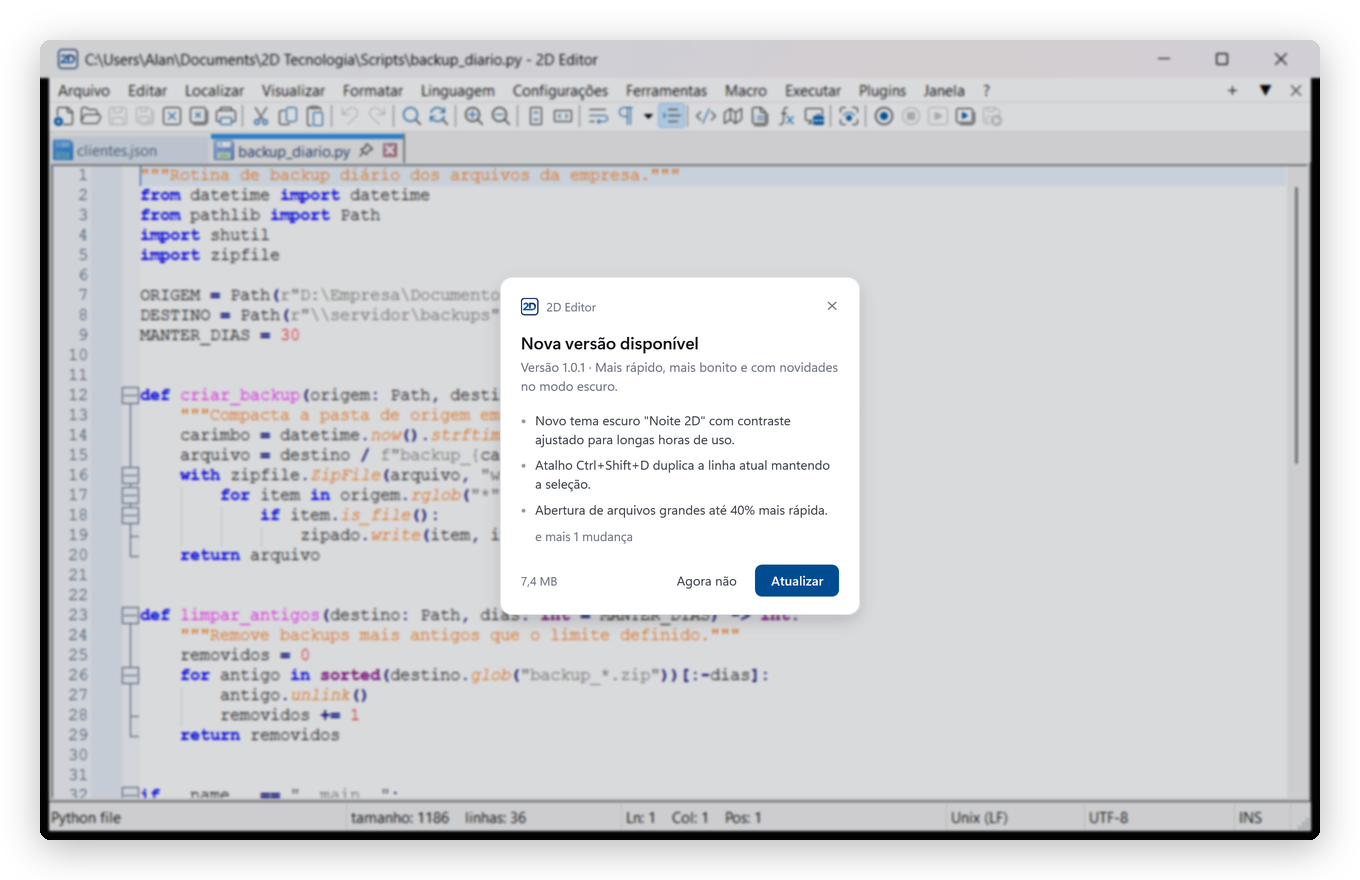 2D C:\Users\Alan\Documents\2D Tecnologia\Scripts\backup_diario.py - 2D Editor
Arquivo Editar Localizar Visualizar Formatar Linguagem Configurações Ferramentas Macro Executar Plugins Janela ?
clientes.json backup_diario.py
1 """Rotina de backup diário dos arquivos da empresa."""
2 from datetime import datetime
3 from pathlib import Path
4 import shutil
5 import zipfile
6
7 ORIGEM = Path(r"D:\Empresa\Documento
8 DESTINO = Path(r"\\servidor\backups"
9 MANTER_DIAS = 30
10
11
12 def criar_backup(origem: Path, desti
13 """Compacta a pasta de origem em
14 carimbo = datetime.now().strftim
15 arquivo = destino / f"backup_{ca
16 with zipfile.ZipFile(arquivo, "w
17 for item in origem.rglob("*"
18 if item.is_file():
19 zipado.write(item, i
20 return arquivo
21
22
23 def limpar_antigos(destino: Path, dias: int = MANTER_DIAS) -> int:
24 """Remove backups mais antigos que o limite definido."""
25 removidos = 0
26 for antigo in sorted(destino.glob("backup_*.zip"))[:-dias]:
27 antigo.unlink()
28 removidos += 1
29 return removidos
30
31
32 if __name__ == "__main__":
2D 2D Editor
Nova versão disponível
Versão 1.0.1 · Mais rápido, mais bonito e com novidades
no modo escuro.
• Novo tema escuro "Noite 2D" com contraste
ajustado para longas horas de uso.
• Atalho Ctrl+Shift+D duplica a linha atual mantendo
a seleção.
• Abertura de arquivos grandes até 40% mais rápida.
e mais 1 mudança
7,4 MB Agora não Atualizar
Python file tamanho: 1186 linhas: 36 Ln: 1 Col: 1 Pos: 1 Unix (LF) UTF-8 INS